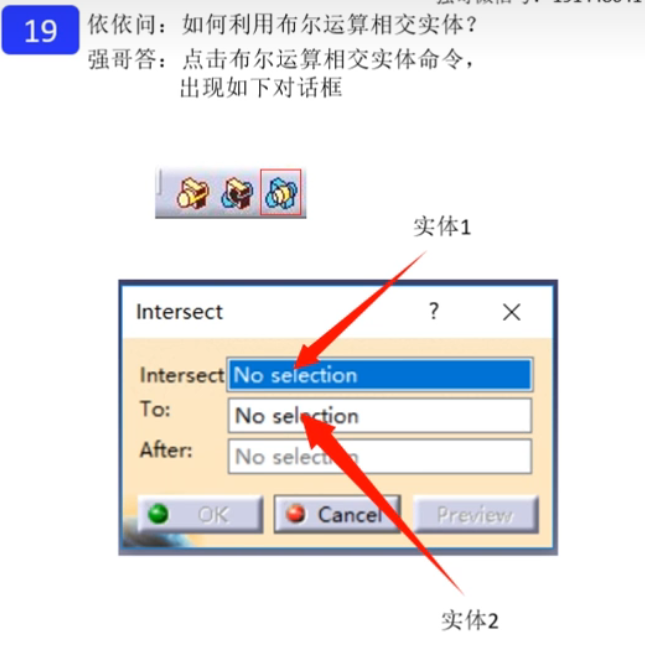 19
依依问：如何利用布尔运算相交实体？
强哥答：点击布尔运算相交实体命令，
出现如下对话框
实体1
Intersect ? ×
Intersect No selection
To: No selection
After: No selection
OK Cancel Preview
实体2